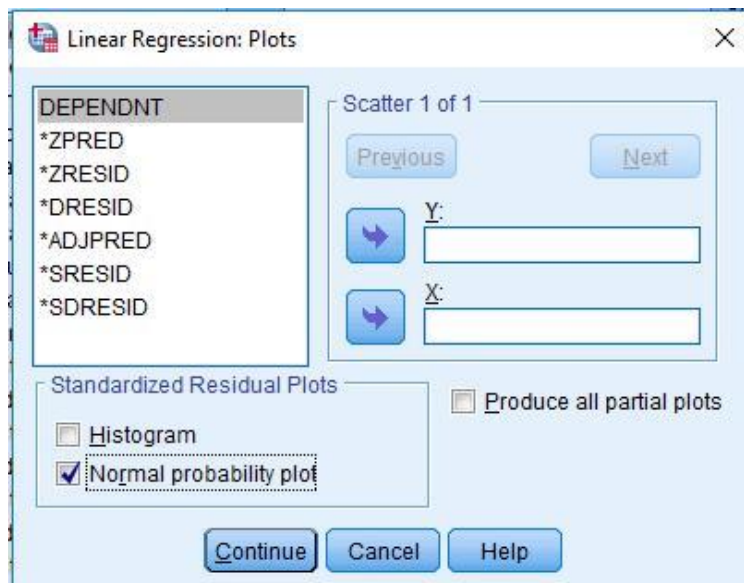 Linear Regression: Plots
DEPENDNT
*ZPRED
*ZRESID
*DRESID
*ADJPRED
*SRESID
*SDRESID
Scatter 1 of 1
Previous
Next
Y:
X:
Standardized Residual Plots
Histogram
Normal probability plot
Produce all partial plots
Continue
Cancel
Help